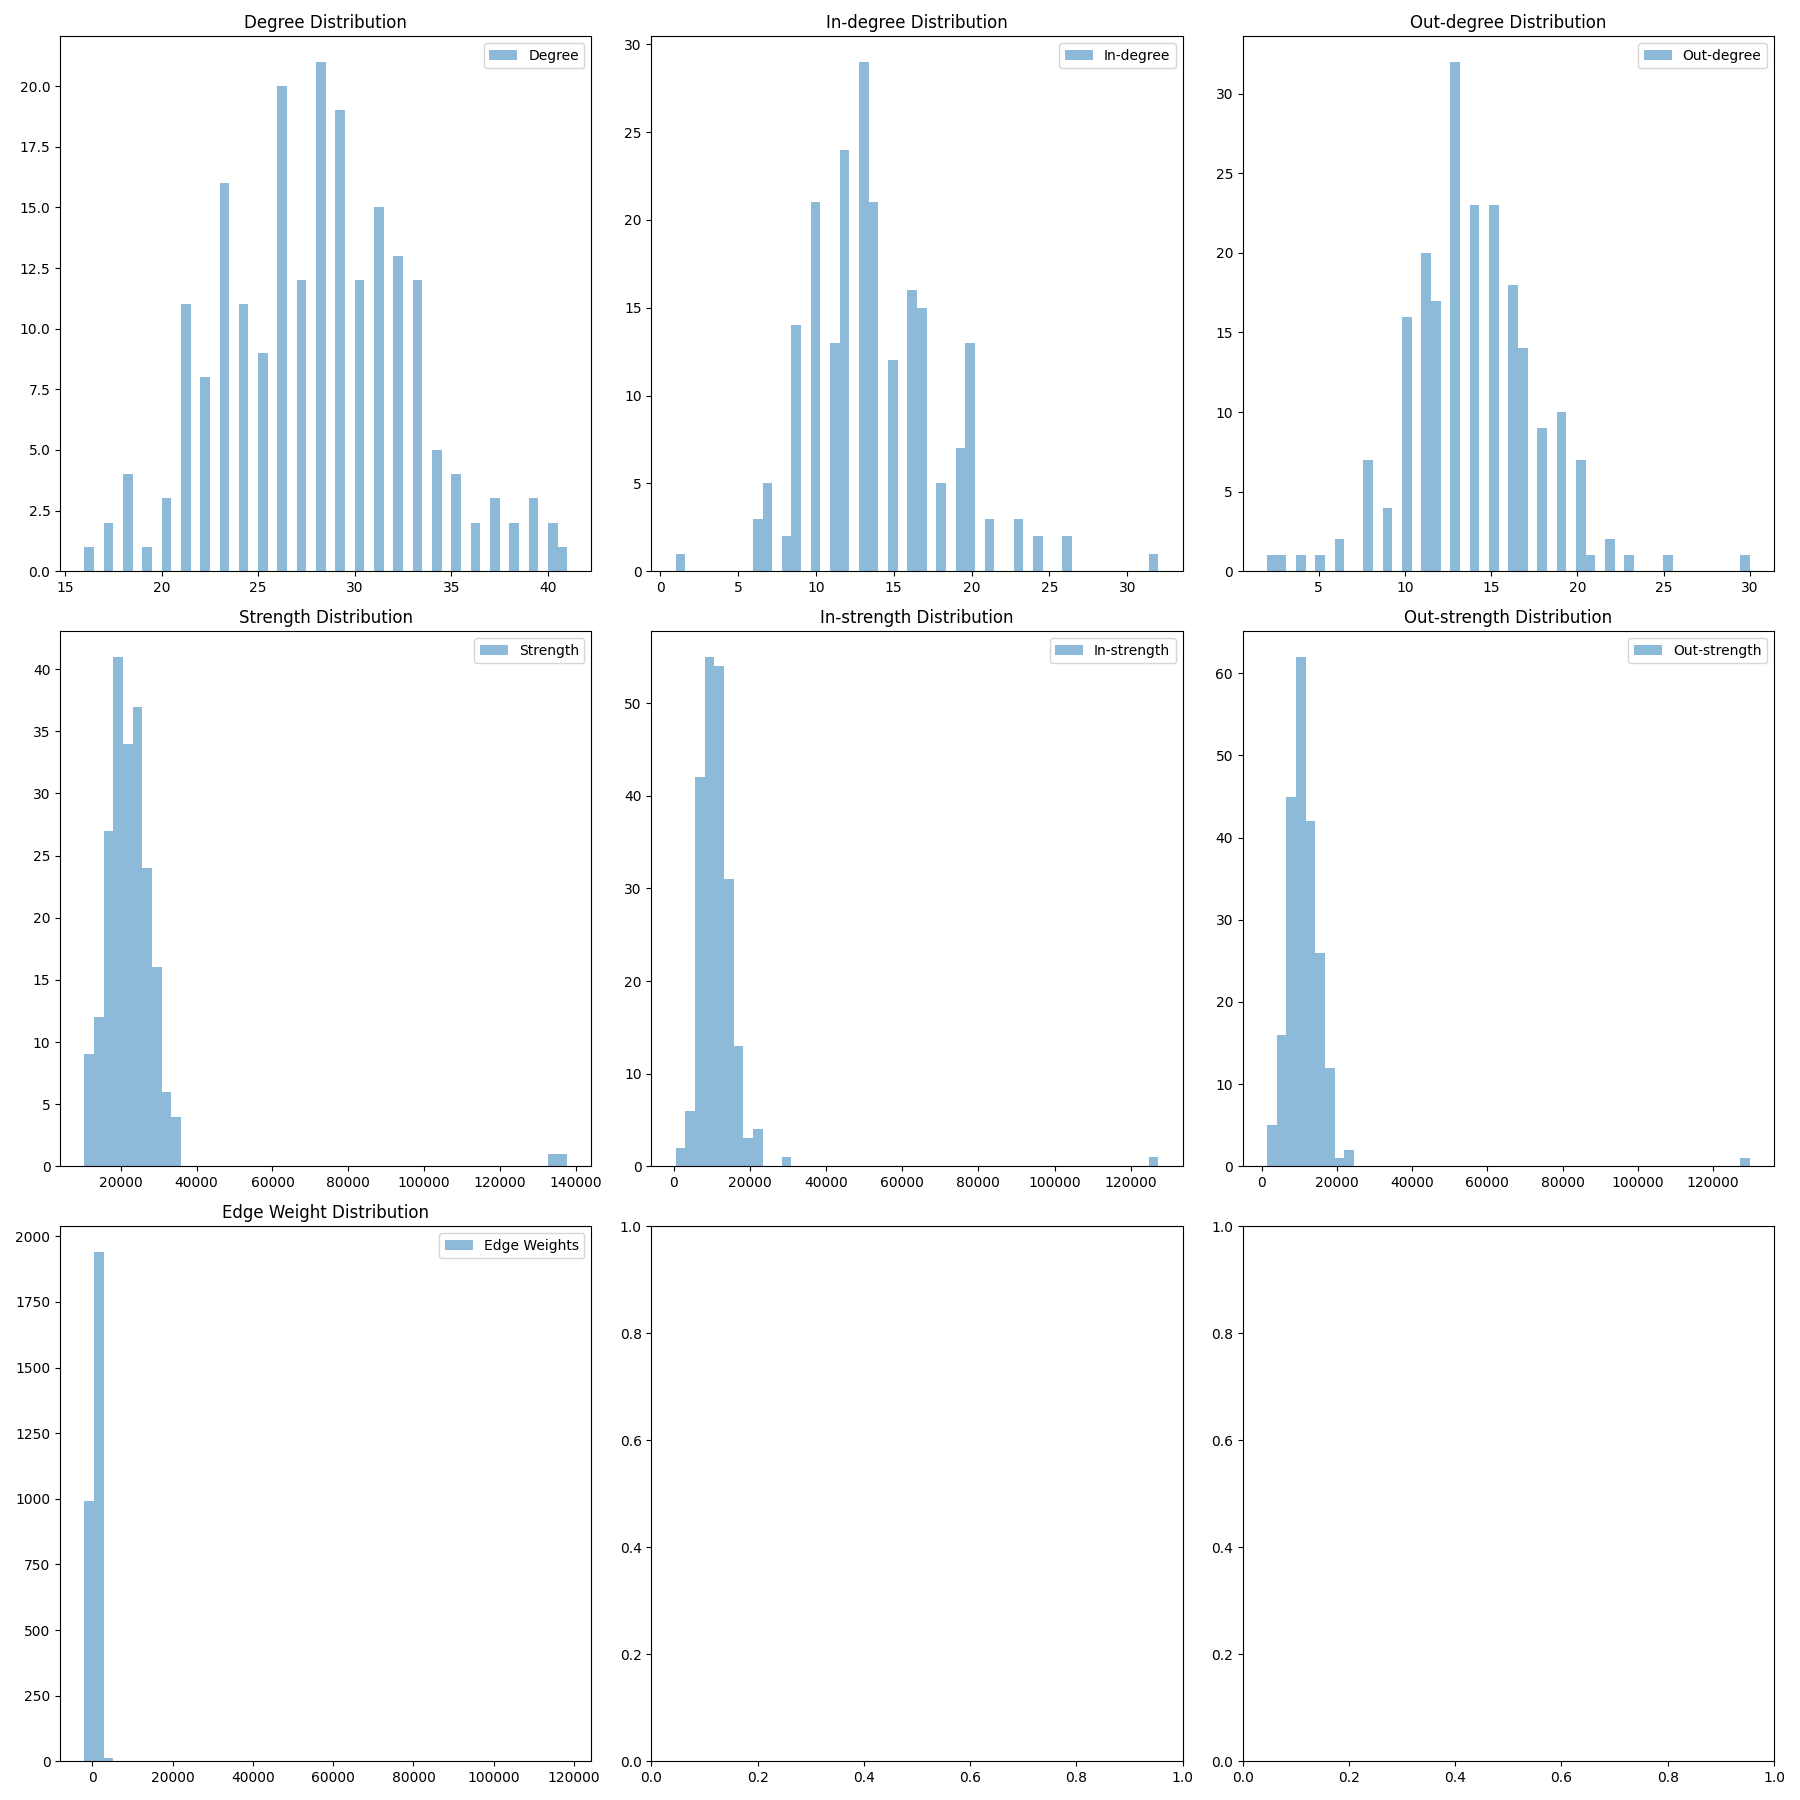 Degree Distribution
Degree
0.0
2.5
5.0
7.5
10.0
12.5
15.0
17.5
20.0
15 20 25 30 35 40
In-degree Distribution
In-degree
0
5
10
15
20
25
30
0 5 10 15 20 25 30
Out-degree Distribution
Out-degree
0
5
10
15
20
25
30
5 10 15 20 25 30
Strength Distribution
Strength
0
5
10
15
20
25
30
35
40
20000 40000 60000 80000 100000 120000 140000
In-strength Distribution
In-strength
0
10
20
30
40
50
0 20000 40000 60000 80000 100000 120000
Out-strength Distribution
Out-strength
0
10
20
30
40
50
60
0 20000 40000 60000 80000 100000 120000
Edge Weight Distribution
Edge Weights
0
250
500
750
1000
1250
1500
1750
2000
0 20000 40000 60000 80000 100000 120000
0.0
0.2
0.4
0.6
0.8
1.0
0.0 0.2 0.4 0.6 0.8 1.0
0.0
0.2
0.4
0.6
0.8
1.0
0.0 0.2 0.4 0.6 0.8 1.0